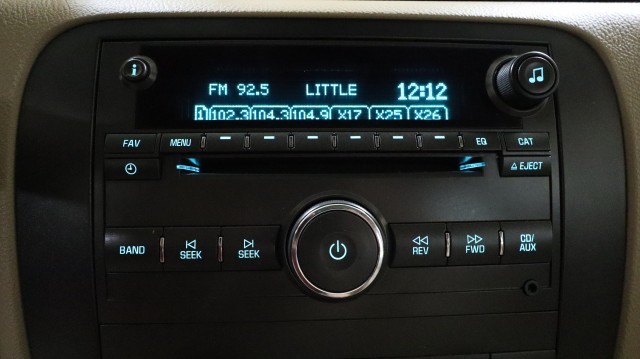 i
FM 92.5 LITTLE 12:12
1 102.3 104.3 104.9 X17 X25 X26
FAV MENU EQ CAT
EJECT
BAND SEEK SEEK REV FWD CD/
AUX